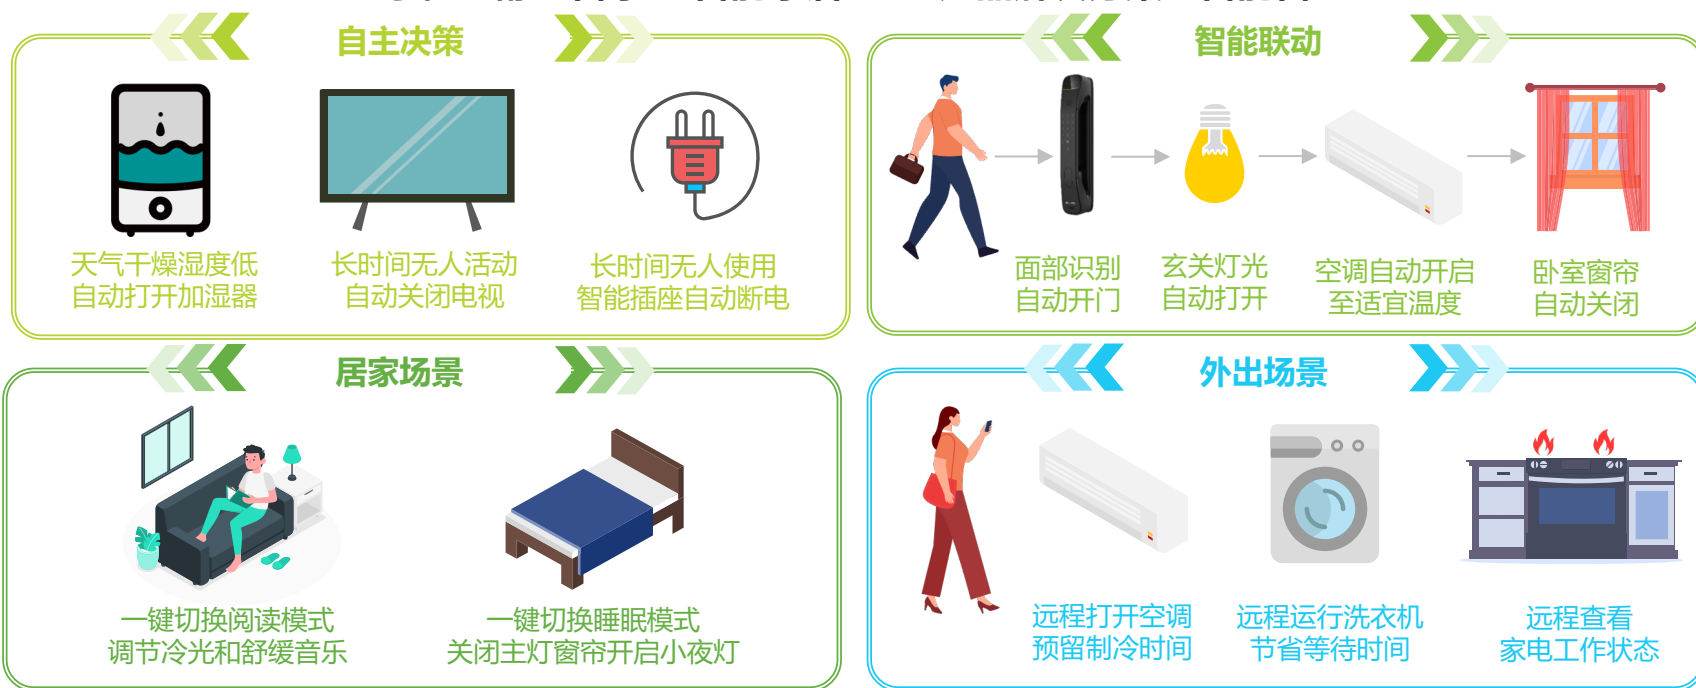 自主决策
天气干燥湿度低
自动打开加湿器
长时间无人活动
自动关闭电视
长时间无人使用
智能插座自动断电
智能联动
面部识别
自动开门
玄关灯光
自动打开
空调自动开启
至适宜温度
卧室窗帘
自动关闭
居家场景
一键切换阅读模式
调节冷光和舒缓音乐
一键切换睡眠模式
关闭主灯窗帘开启小夜灯
外出场景
远程打开空调
预留制冷时间
远程运行洗衣机
节省等待时间
远程查看
家电工作状态